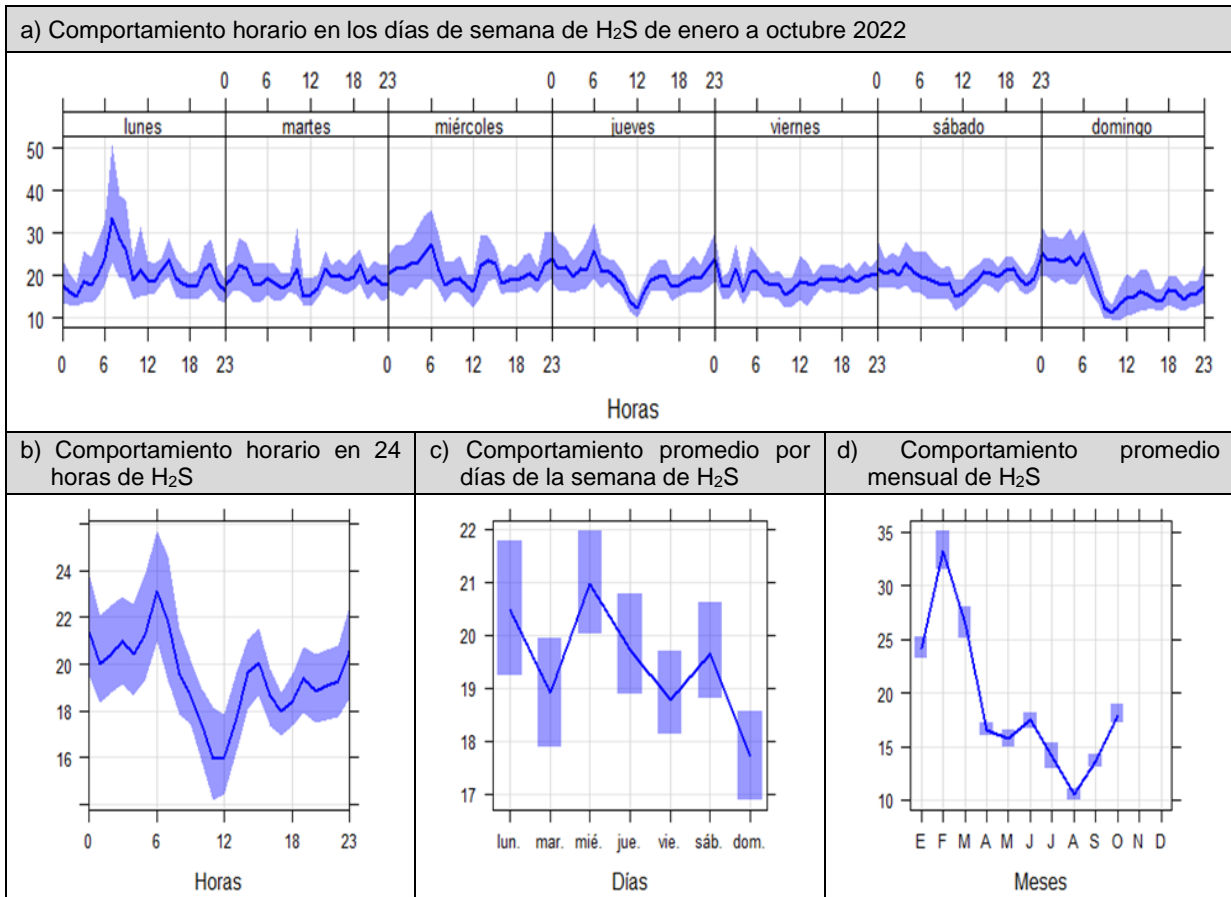 a) Comportamiento horario en los días de semana de H₂S de enero a octubre 2022
0 6 12 18 23 0 6 12 18 23
lunes martes miércoles jueves viernes sábado domingo
50
40
30
20
10
0 6 12 18 23 0 6 12 18 23 0 6 12 18 23 0 6 12 18 23
Horas
b) Comportamiento horario en 24
horas de H₂S
c) Comportamiento promedio por
días de la semana de H₂S
d) Comportamiento promedio
mensual de H₂S
24
22
20
18
16
0 6 12 18 23
Horas
22
21
20
19
18
17
lun. mar. mié. jue. vie. sáb. dom.
Días
35
30
25
20
15
10
E F M A M J J A S O N D
Meses